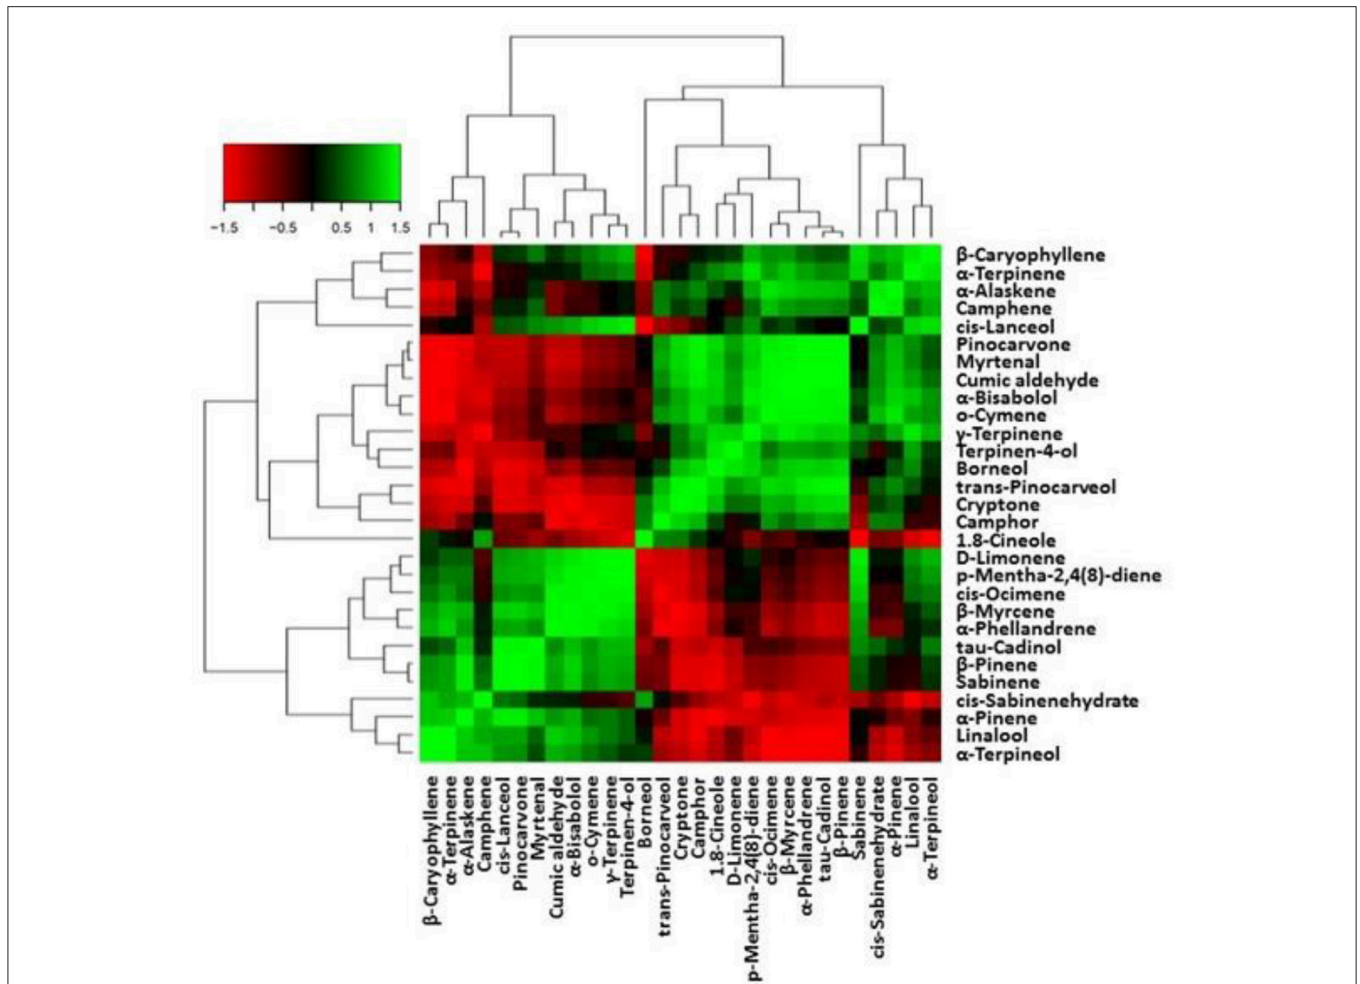 −1.5 −0.5 0.5 1 1.5
β-Caryophyllene
α-Terpinene
α-Alaskene
Camphene
cis-Lanceol
Pinocarvone
Myrtenal
Cumic aldehyde
α-Bisabolol
o-Cymene
γ-Terpinene
Terpinen-4-ol
Borneol
trans-Pinocarveol
Cryptone
Camphor
1.8-Cineole
D-Limonene
p-Mentha-2,4(8)-diene
cis-Ocimene
β-Myrcene
α-Phellandrene
tau-Cadinol
β-Pinene
Sabinene
cis-Sabinenehydrate
α-Pinene
Linalool
α-Terpineol
β-Caryophyllene
α-Terpinene
α-Alaskene
Camphene
cis-Lanceol
Pinocarvone
Myrtenal
Cumic aldehyde
α-Bisabolol
o-Cymene
γ-Terpinene
Terpinen-4-ol
Borneol
trans-Pinocarveol
Cryptone
Camphor
1.8-Cineole
D-Limonene
p-Mentha-2,4(8)-diene
cis-Ocimene
β-Myrcene
α-Phellandrene
tau-Cadinol
β-Pinene
Sabinene
cis-Sabinenehydrate
α-Pinene
Linalool
α-Terpineol